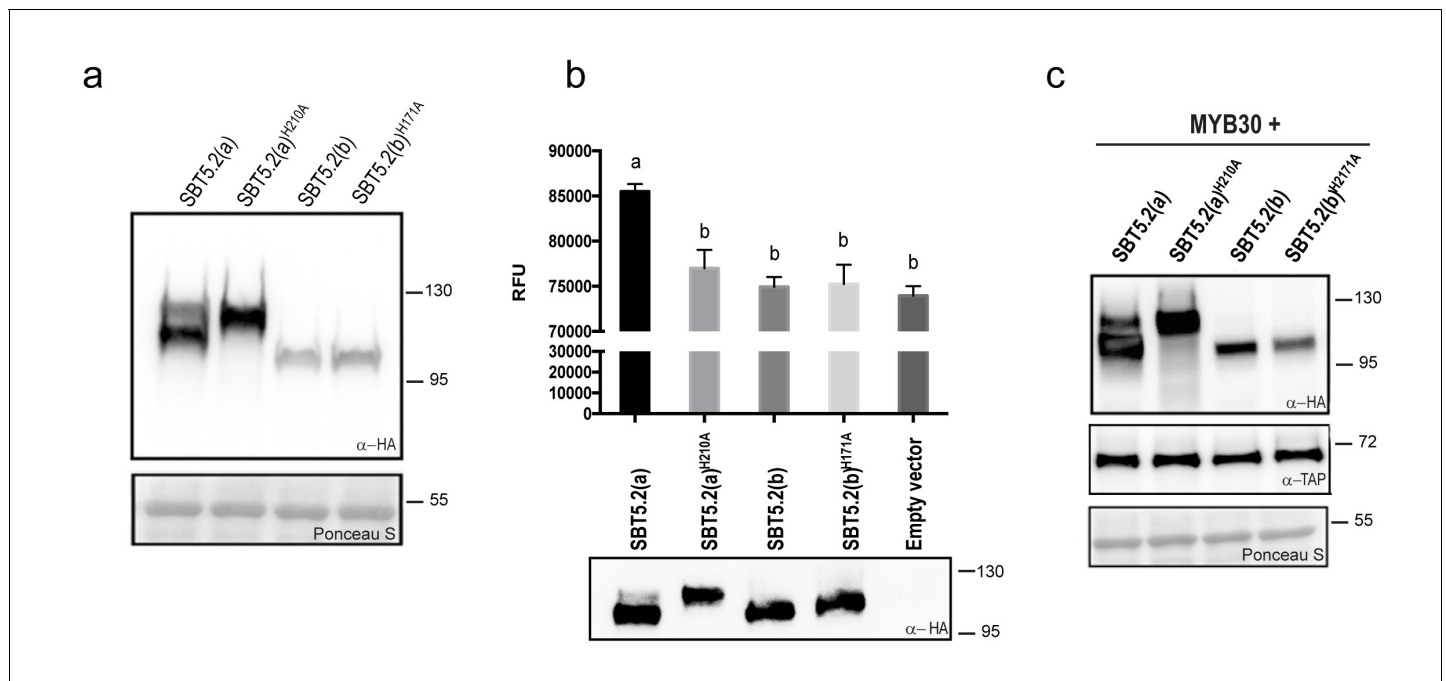 a
SBT5.2(a)
SBT5.2(a)H210A
SBT5.2(b)
SBT5.2(b)H171A
130
95
α–HA
55
Ponceau S
b
90000
85000
80000
75000
70000
30000
20000
10000
0
RFU
a
b
b
b
b
SBT5.2(a)
SBT5.2(a)H210A
SBT5.2(b)
SBT5.2(b)H171A
Empty vector
130
α–HA
95
c
MYB30 +
SBT5.2(a)
SBT5.2(a)H210A
SBT5.2(b)
SBT5.2(b)H2171A
130
95
α–HA
72
α–TAP
55
Ponceau S